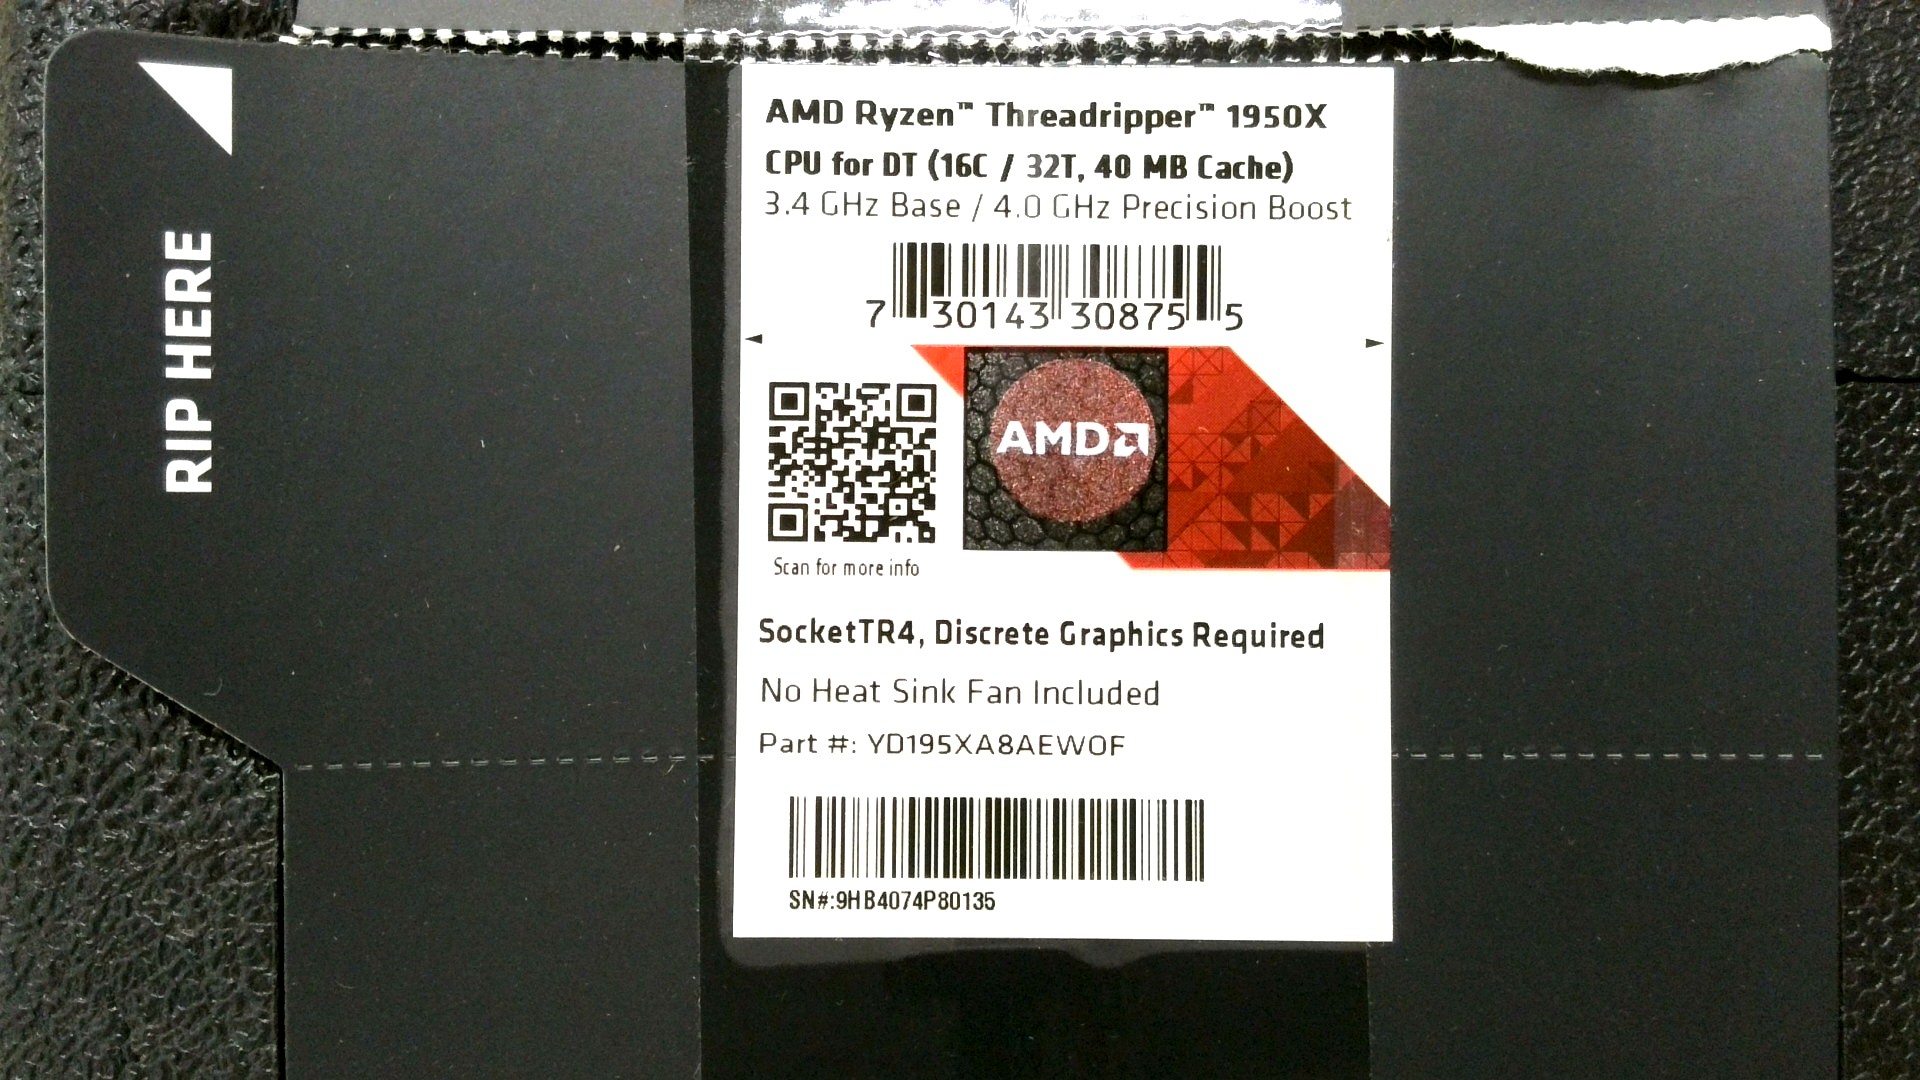 RIP HERE
AMD Ryzen™ Threadripper™ 1950X
CPU for DT (16C / 32T, 40 MB Cache)
3.4 GHz Base / 4.0 GHz Precision Boost
7 30143 30875 5
AMD
Scan for more info
SocketTR4, Discrete Graphics Required
No Heat Sink Fan Included
Part #: YD195XA8AEWOF
SN#:9HB4074P80135